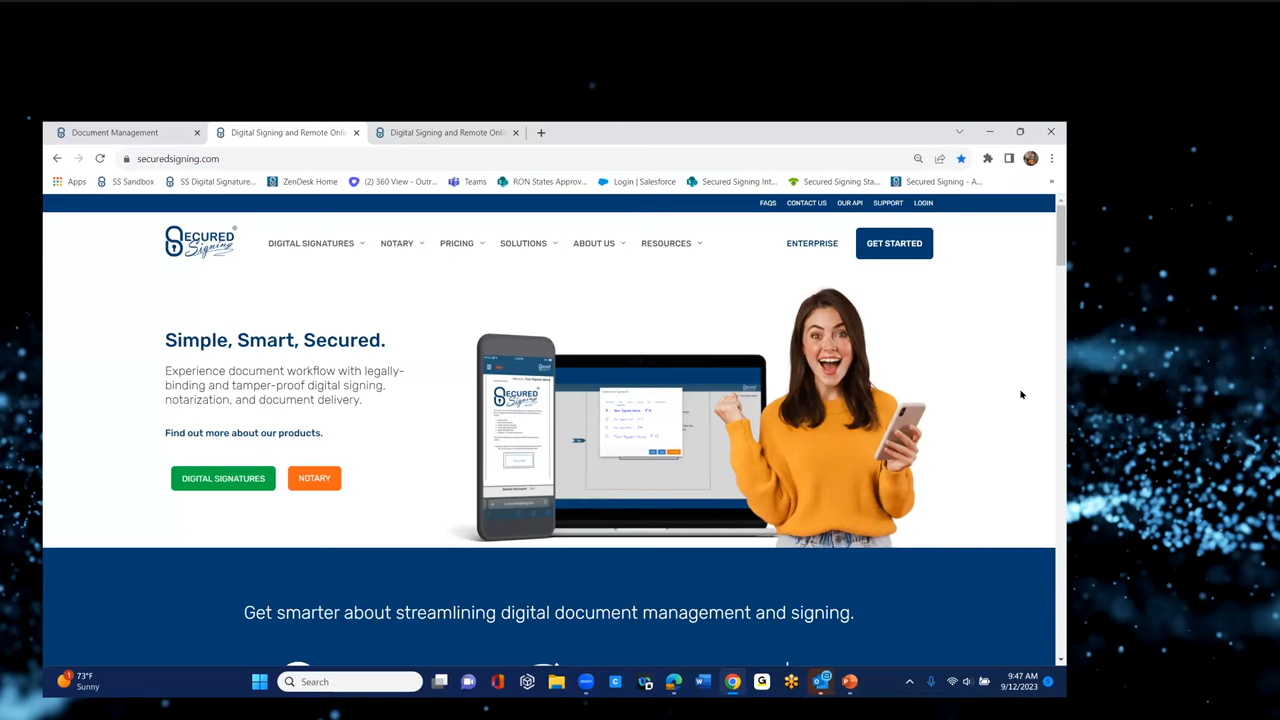 Document Management
Digital Signing and Remote Onli
Digital Signing and Remote Onli
securedsigning.com
Apps
SS Sandbox
SS Digital Signature...
ZenDesk Home
(2) 360 View - Outr...
Teams
RON States Approv...
Login | Salesforce
Secured Signing Int...
Secured Signing Sta...
Secured Signing - A...
FAQS
CONTACT US
OUR API
SUPPORT
LOGIN
SECURED
Signing
DIGITAL SIGNATURES
NOTARY
PRICING
SOLUTIONS
ABOUT US
RESOURCES
ENTERPRISE
GET STARTED
Simple, Smart, Secured.
Experience document workflow with legally-
binding and tamper-proof digital signing,
notarization, and document delivery.
Find out more about our products.
DIGITAL SIGNATURES
NOTARY
SECURED
Signing
Get smarter about streamlining digital document management and signing.
73°F
Sunny
Search
9:47 AM
9/12/2023